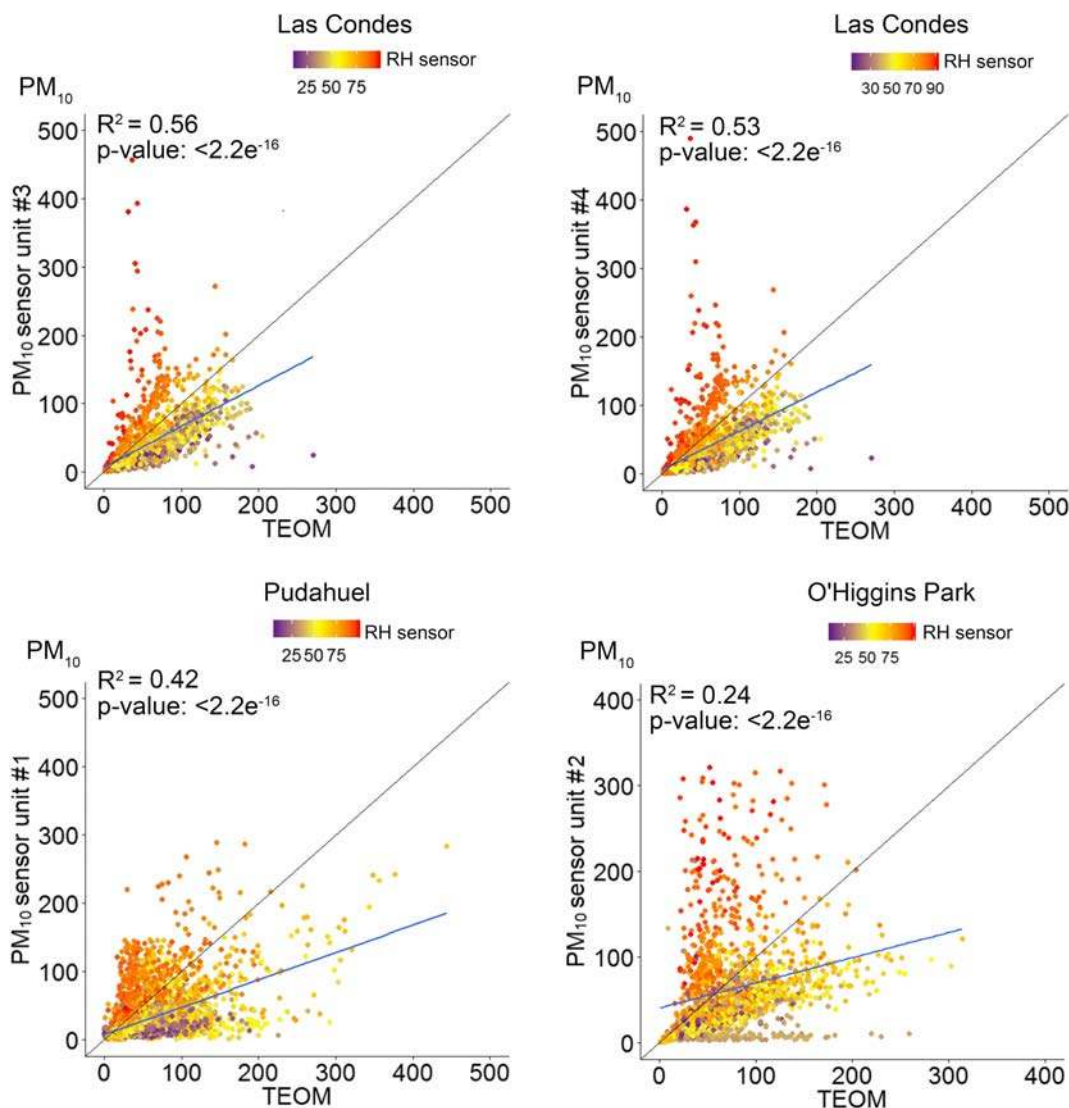 Las Condes
RH sensor
25 50 75
PM₁₀
R² = 0.56
p-value: <2.2e⁻¹⁶
500
400
300
200
100
0
PM₁₀ sensor unit #3
0 100 200 300 400 500
TEOM
Las Condes
RH sensor
30 50 70 90
PM₁₀
R² = 0.53
p-value: <2.2e⁻¹⁶
500
400
300
200
100
0
PM₁₀ sensor unit #4
0 100 200 300 400 500
TEOM
Pudahuel
RH sensor
25 50 75
PM₁₀
R² = 0.42
p-value: <2.2e⁻¹⁶
500
400
300
200
100
0
PM₁₀ sensor unit #1
0 100 200 300 400 500
TEOM
O'Higgins Park
RH sensor
25 50 75
PM₁₀
R² = 0.24
p-value: <2.2e⁻¹⁶
400
300
200
100
0
PM₁₀ sensor unit #2
0 100 200 300 400
TEOM